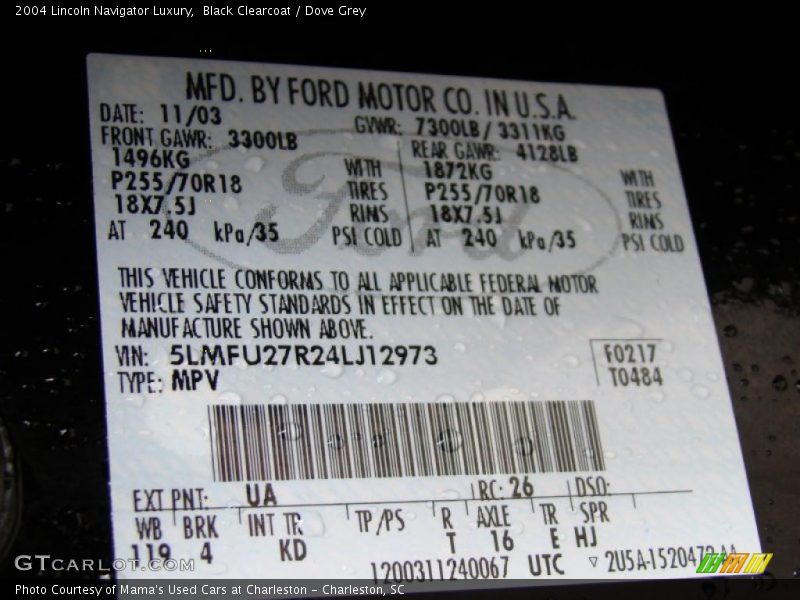 2004 Lincoln Navigator Luxury,  Black Clearcoat / Dove Grey
MFD. BY FORD MOTOR CO. IN U.S.A.
DATE: 11/03 GVWR: 7300LB/ 3311KG
FRONT GAWR: 3300LB REAR GAWR: 4128LB
1496KG WITH 1872KG WITH
P255/70R18 TIRES P255/70R18 TIRES
18X7.5J RIMS 18X7.5J RIMS
AT 240 kPa/35 PSI COLD AT 240 kPa/35 PSI COLD
Ford
THIS VEHICLE CONFORMS TO ALL APPLICABLE FEDERAL MOTOR
VEHICLE SAFETY STANDARDS IN EFFECT ON THE DATE OF
MANUFACTURE SHOWN ABOVE.
VIN: 5LMFU27R24LJ12973 F0217
TYPE: MPV T0484
EXT PNT: UA RC: 26 DSO:
WB BRK INT TR TP/PS R AXLE TR SPR
119 4 KD T 16 E HJ
1200311240067 UTC 2U5A-1520472
GTCARLOT.COM
Photo Courtesy of Mama's Used Cars at Charleston - Charleston, SC